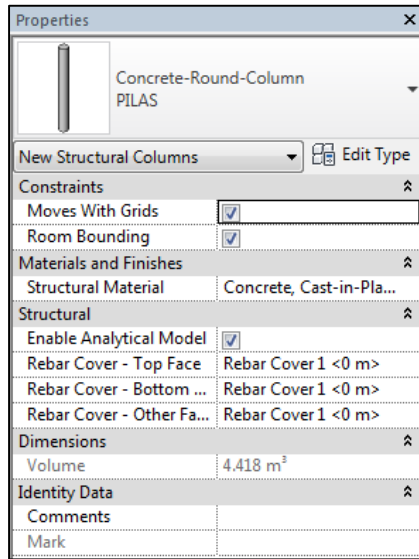 Properties
Concrete-Round-Column
PILAS
New Structural Columns Edit Type
Constraints
Moves With Grids
Room Bounding
Materials and Finishes
Structural Material Concrete, Cast-in-Pla...
Structural
Enable Analytical Model
Rebar Cover - Top Face Rebar Cover 1 <0 m>
Rebar Cover - Bottom ... Rebar Cover 1 <0 m>
Rebar Cover - Other Fa... Rebar Cover 1 <0 m>
Dimensions
Volume 4.418 m³
Identity Data
Comments
Mark